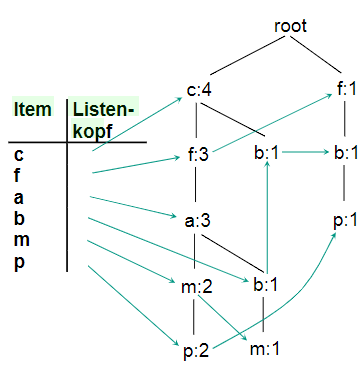 root
c:4 f:1
Item Listen-
kopf
c
f
a
b
m
p
f:3 b:1 b:1
a:3 p:1
m:2 b:1
p:2 m:1